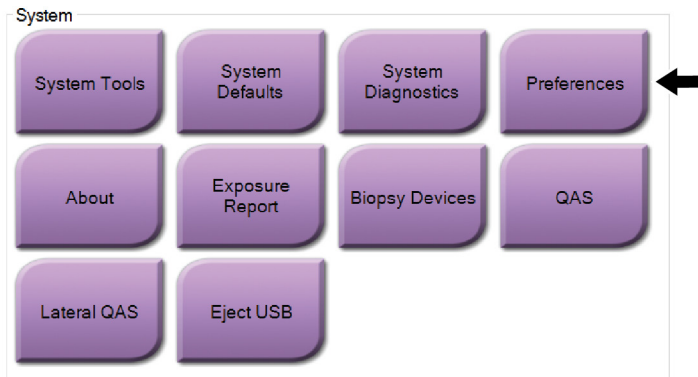 System
System Tools
System
Defaults
System
Diagnostics
Preferences
About
Exposure
Report
Biopsy Devices
QAS
Lateral QAS
Eject USB